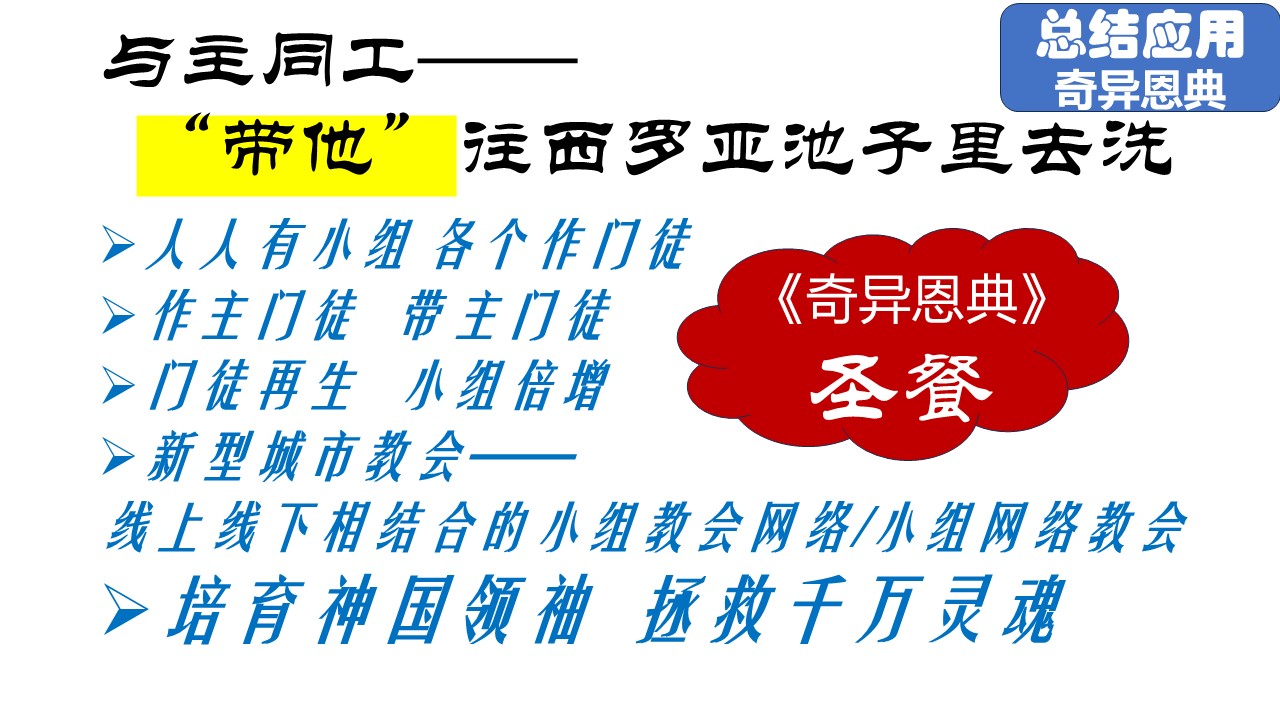 总结应用
奇异恩典
与主同工——
“带他”往西罗亚池子里去洗
人人有小组 各个作门徒
作主门徒 带主门徒
门徒再生 小组倍增
新型城市教会——
线上线下相结合的小组教会网络/小组网络教会
培育神国领袖 拯救千万灵魂
《奇异恩典》
圣餐